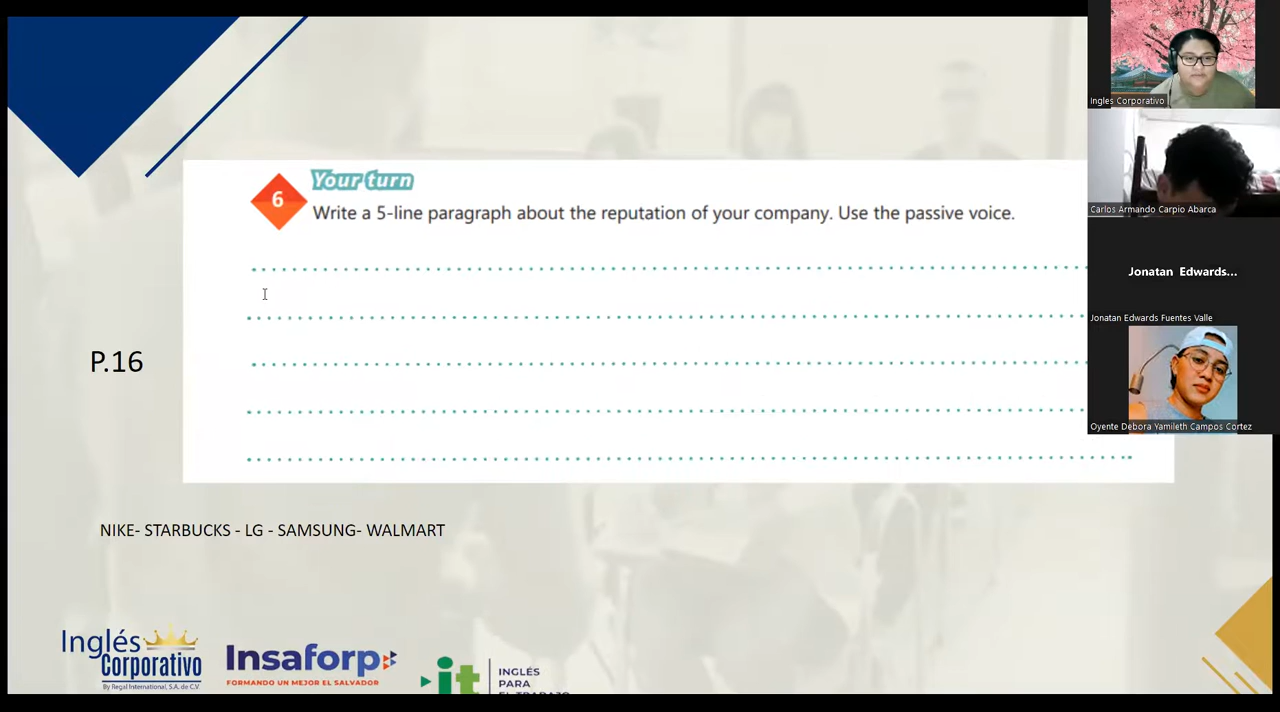 Ingles Corporativo
Carlos Armando Carpio Abarca
Jonatan Edwards...
Jonatan Edwards Fuentes Valle
Oyente Debora Yamileth Campos Cortez
6
Your turn
Write a 5-line paragraph about the reputation of your company. Use the passive voice.
P.16
NIKE- STARBUCKS - LG - SAMSUNG- WALMART
Inglés
Corporativo
By Regal International, S.A. de C.V.
Insaforp
FORMANDO UN MEJOR EL SALVADOR
it
INGLÉS
PARA
EL TRABAJO